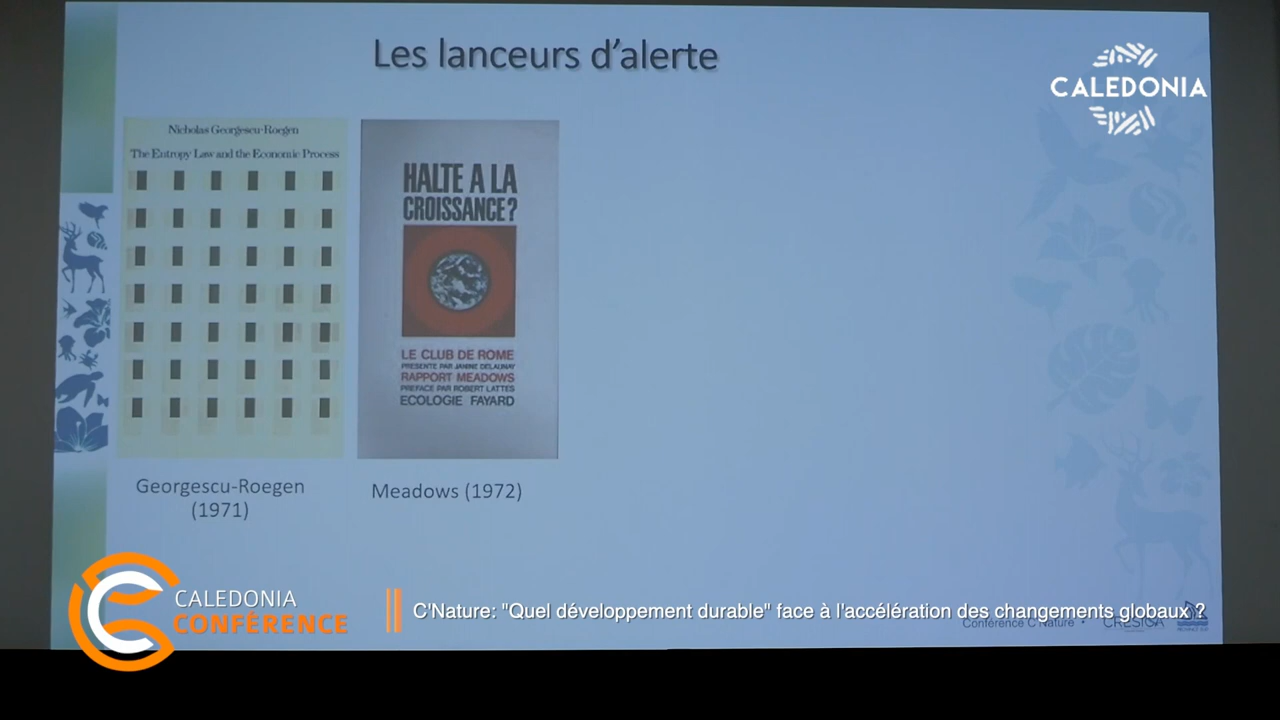 Les lanceurs d'alerte
CALEDONIA
Nicholas Georgescu-Roegen
The Entropy Law and the Economic Process
HALTE A LA
CROISSANCE?
LE CLUB DE ROME
PRESENTE PAR JANINE DELAUNAY
RAPPORT MEADOWS
PREFACE PAR ROBERT LATTES
ECOLOGIE FAYARD
Georgescu-Roegen
(1971)
Meadows (1972)
CALEDONIA
CONFÉRENCE
C'Nature: "Quel développement durable" face à l'accélération des changements globaux ?
Conférence C'Nature •
CRESICA